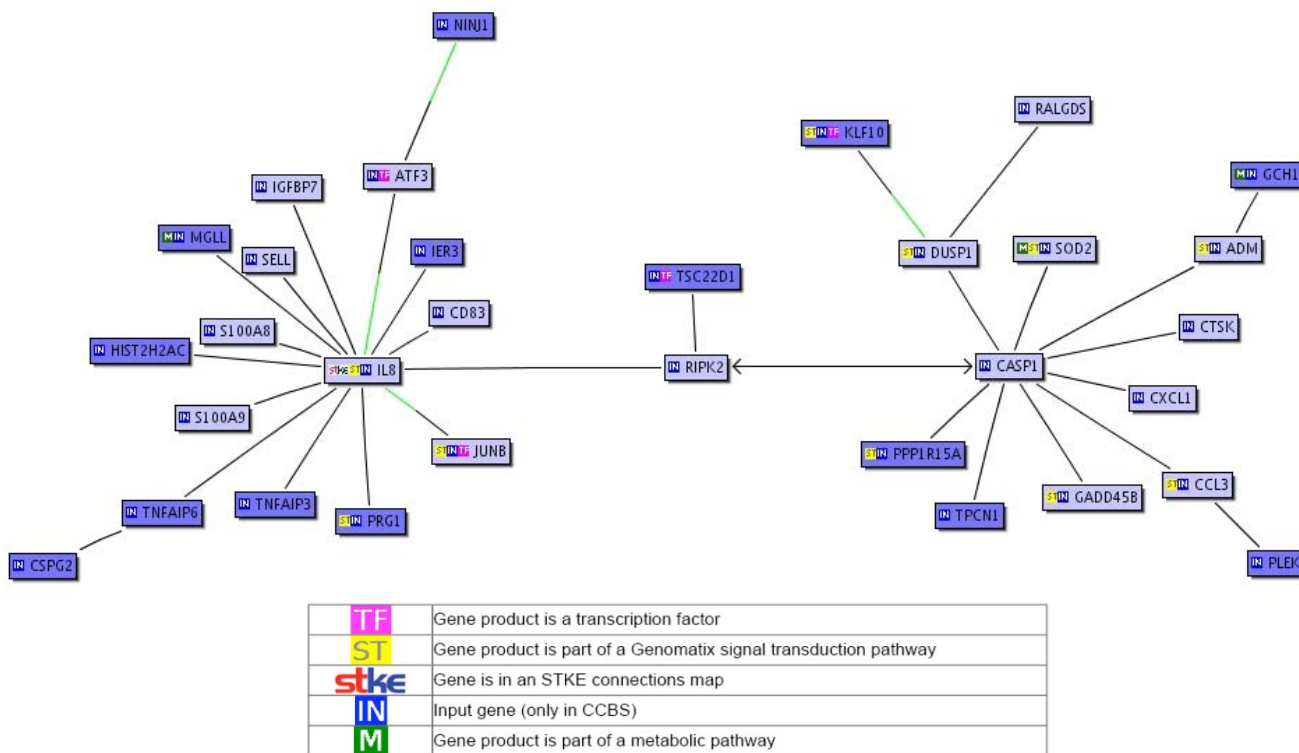 IN NINJ1
IN RALGDS
ST IN TF KLF10
IN TF ATF3
M IN GCH1
IN IGFBP7
M IN MGLL
IN SELL
IN IER3
ST IN DUSP1
M ST IN SOD2
ST IN ADM
IN TF TSC22D1
IN CD83
IN S100A8
IN CTSK
IN HIST2H2AC
stke ST IN IL8
IN RIPK2
IN CASP1
IN CXCL1
IN S100A9
ST IN TF JUNB
ST IN PPP1R15A
ST IN CCL3
ST IN GADD45B
IN TNFAIP6
IN TNFAIP3
ST IN PRG1
IN TPCN1
IN CSPG2
IN PLEK
TF Gene product is a transcription factor
ST Gene product is part of a Genomatix signal transduction pathway
stke Gene is in an STKE connections map
IN Input gene (only in CCBS)
M Gene product is part of a metabolic pathway